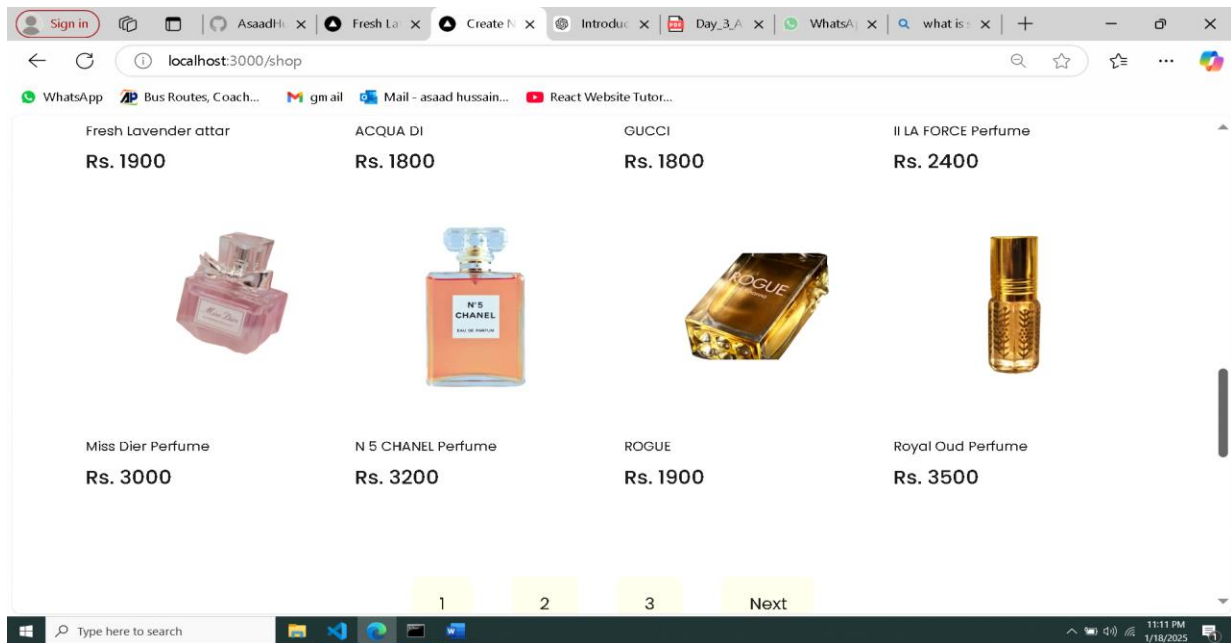 Sign in
AsaadH
Fresh La
Create N
Introduc
Day_3_A
WhatsA
what is
localhost:3000/shop
WhatsApp
Bus Routes, Coach...
gmail
Mail - asaad hussain...
React Website Tutor...
Fresh Lavender attar ACQUA DI GUCCI II LA FORCE Perfume
Rs. 1900 Rs. 1800 Rs. 1800 Rs. 2400
Miss Dior
N°5
CHANEL
EAU DE PARFUM
ROGUE
Miss Dier Perfume N 5 CHANEL Perfume ROGUE Royal Oud Perfume
Rs. 3000 Rs. 3200 Rs. 1900 Rs. 3500
1 2 3 Next
Type here to search
11:11 PM
1/18/2025